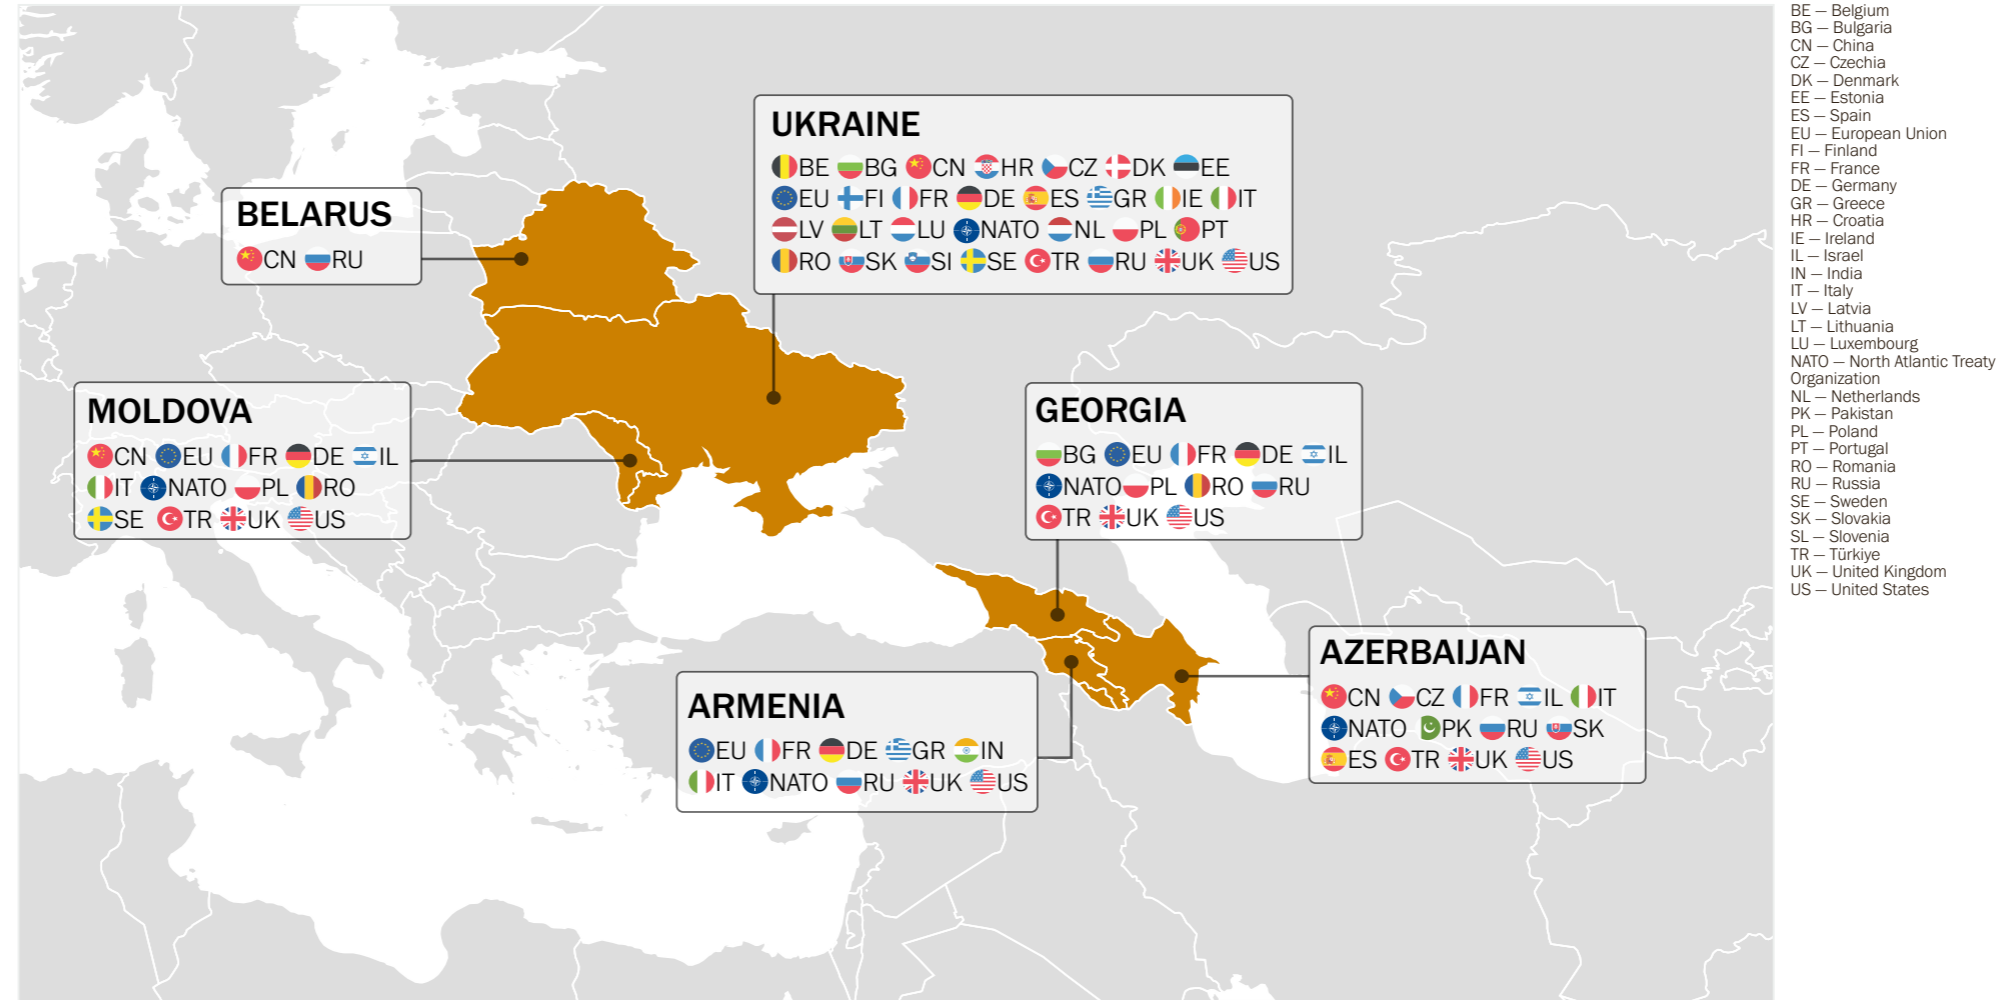 BELARUS
CN RU
UKRAINE
BE BG CN HR CZ DK EE
EU FI FR DE ES GR IE IT
LV LT LU NATO NL PL PT
RO SK SI SE TR RU UK US
MOLDOVA
CN EU FR DE IL
IT NATO PL RO
SE TR UK US
GEORGIA
BG EU FR DE IL
NATO PL RO RU
TR UK US
ARMENIA
EU FR DE GR IN
IT NATO RU UK US
AZERBAIJAN
CN CZ FR IL IT
NATO PK RU SK
ES TR UK US
BE — Belgium
BG — Bulgaria
CN — China
CZ — Czechia
DK — Denmark
EE — Estonia
ES — Spain
EU — European Union
FI — Finland
FR — France
DE — Germany
GR — Greece
HR — Croatia
IE — Ireland
IL — Israel
IN — India
IT — Italy
LV — Latvia
LT — Lithuania
LU — Luxembourg
NATO — North Atlantic Treaty
Organization
NL — Netherlands
PK — Pakistan
PL — Poland
PT — Portugal
RO — Romania
RU — Russia
SE — Sweden
SK — Slovakia
SL — Slovenia
TR — Türkiye
UK — United Kingdom
US — United States